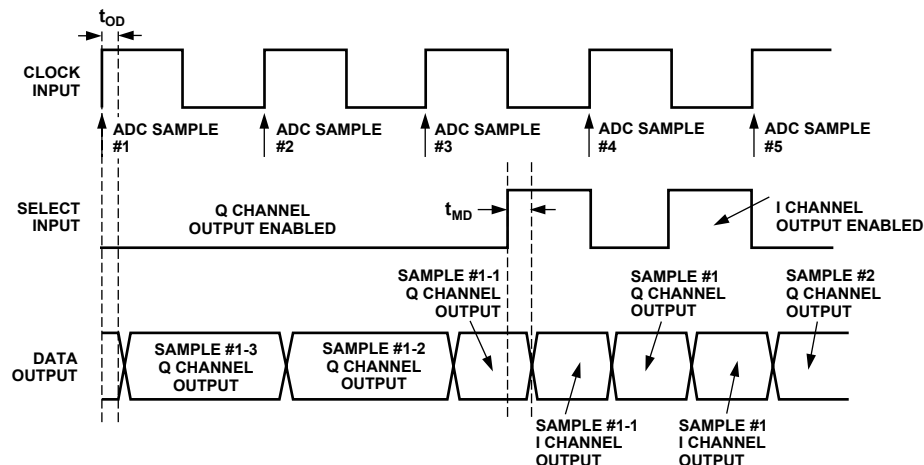 tOD
CLOCK
INPUT
ADC SAMPLE
#1
ADC SAMPLE
#2
ADC SAMPLE
#3
ADC SAMPLE
#4
ADC SAMPLE
#5
SELECT
INPUT
Q CHANNEL
OUTPUT ENABLED
tMD
I CHANNEL
OUTPUT ENABLED
SAMPLE #1-1
Q CHANNEL
OUTPUT
SAMPLE #1
Q CHANNEL
OUTPUT
SAMPLE #2
Q CHANNEL
OUTPUT
DATA
OUTPUT
SAMPLE #1-3
Q CHANNEL
OUTPUT
SAMPLE #1-2
Q CHANNEL
OUTPUT
SAMPLE #1-1
I CHANNEL
OUTPUT
SAMPLE #1
I CHANNEL
OUTPUT